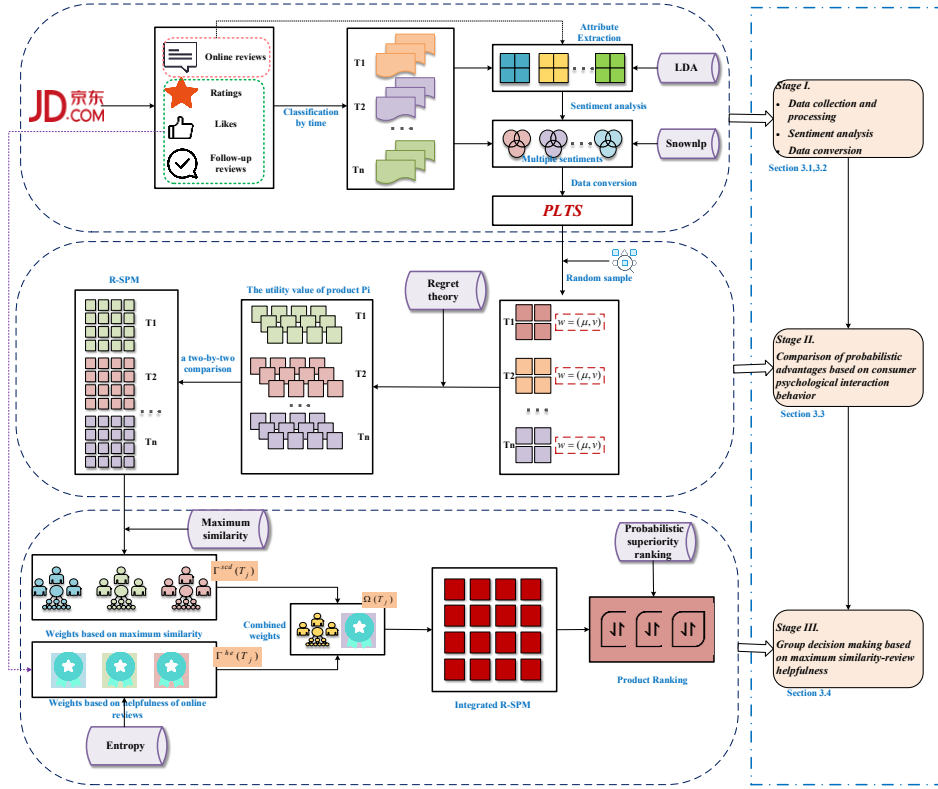 JD 京东
.COM
Online reviews
Ratings
Likes
Follow-up
reviews
Classification
by time
T1
T2
Tn
Attribute
Extraction
LDA
Sentiment analysis
Multiple sentiments
Snownlp
Data conversion
PLTS
Stage I.
• Data collection and
processing
• Sentiment analysis
• Data conversion
Section 3.1,3.2
R-SPM
T1
T2
Tn
a two-by-two
comparison
The utility value of product Pi
T1
T2
Tn
Regret
theory
Random sample
T1
w = (μ, ν)
T2
w = (μ, ν)
Tn
w = (μ, ν)
Stage II.
Comparison of probabilistic
advantages based on consumer
psychological interaction
behavior
Section 3.3
Maximum
similarity
Γ^scd (T_j)
Weights based on maximum similarity
Γ^he (T_j)
Weights based on helpfulness of online
reviews
Entropy
Combined
weights
Ω(T_j)
Integrated R-SPM
Probabilistic
superiority
ranking
Product Ranking
Stage III.
Group decision making based
on maximum similarity-review
helpfulness
Section 3.4